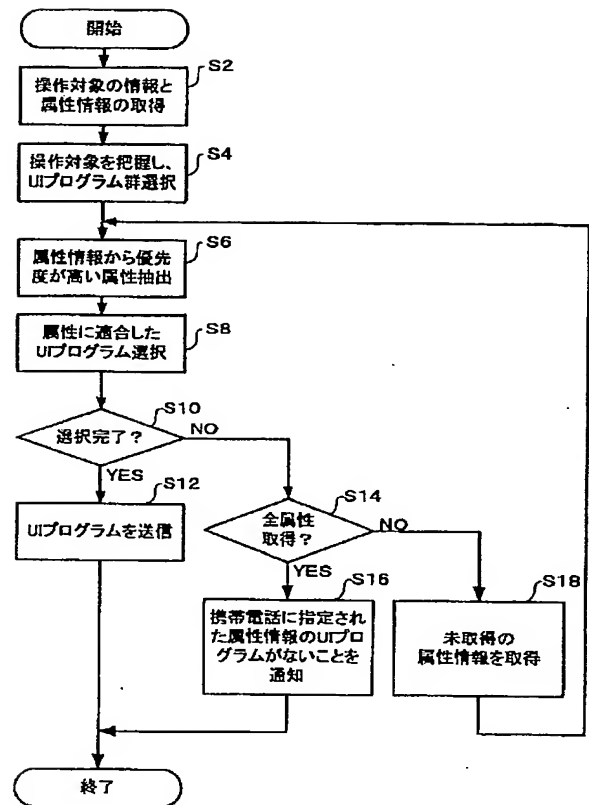 開始
S2
操作対象の情報と
属性情報の取得
S4
操作対象を把握し、
UIプログラム群選択
S6
属性情報から優先
度が高い属性抽出
S8
属性に適合した
UIプログラム選択
S10
選択完了？
NO
YES
S12
UIプログラムを送信
S14
全属性
取得？
NO
YES
S16
携帯電話に指定され
た属性情報のUIプロ
グラムがないことを
通知
S18
未取得の
属性情報を取得
終了